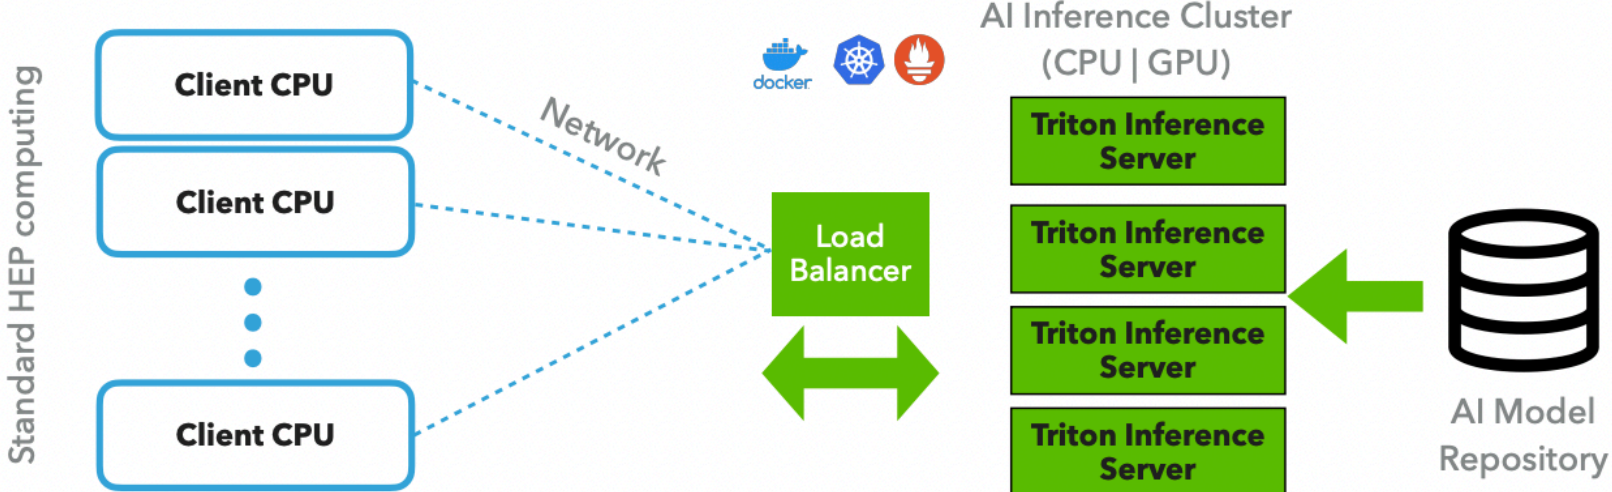 Standard HEP computing
Client CPU
Client CPU
Client CPU
Network
docker
Load
Balancer
AI Inference Cluster
(CPU | GPU)
Triton Inference
Server
Triton Inference
Server
Triton Inference
Server
Triton Inference
Server
AI Model
Repository